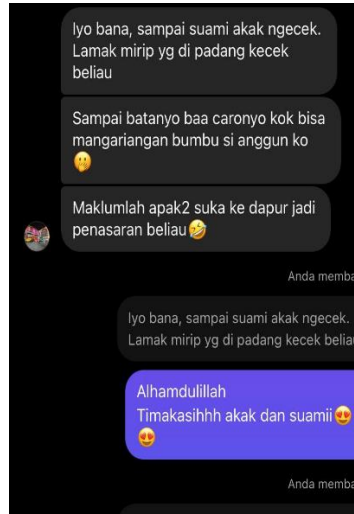 Iyo bana, sampai suami akak ngecek.
Lamak mirip yg di padang kecek
beliau
Sampai batanyo baa caronyo kok bisa
mangariangan bumbu si anggun ko
🤫
Maklumlah apak2 suka ke dapur jadi
penasaran beliau🤣
Anda memba
Iyo bana, sampai suami akak ngecek.
Lamak mirip yg di padang kecek belia
Alhamdulillah
Timakasihhh akak dan suamii😍
😍
Anda memba